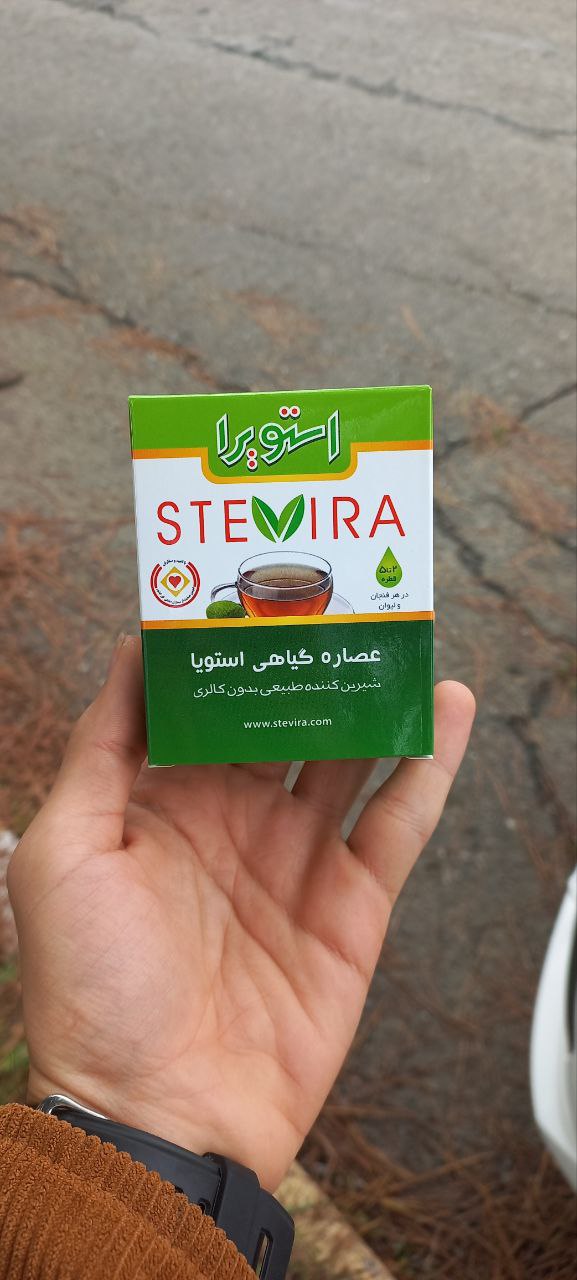 استویرا
STEVIRA
۲ تا ۵
قطره
در هر فنجان
و لیوان
عصاره گیاهی استویا
شیرین کننده طبیعی بدون کالری
www.stevira.com